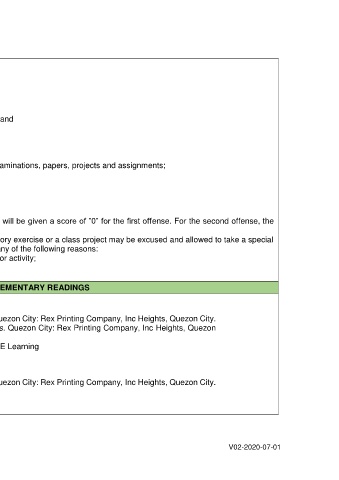 and
aminations, papers, projects and assignments;
will be given a score of "0" for the first offense. For the second offense, the
ory exercise or a class project may be excused and allowed to take a special
any of the following reasons:
or activity;
EMENTARY READINGS
uezon City: Rex Printing Company, Inc Heights, Quezon City.
s. Quezon City: Rex Printing Company, Inc Heights, Quezon
E Learning
uezon City: Rex Printing Company, Inc Heights, Quezon City.
V02-2020-07-01